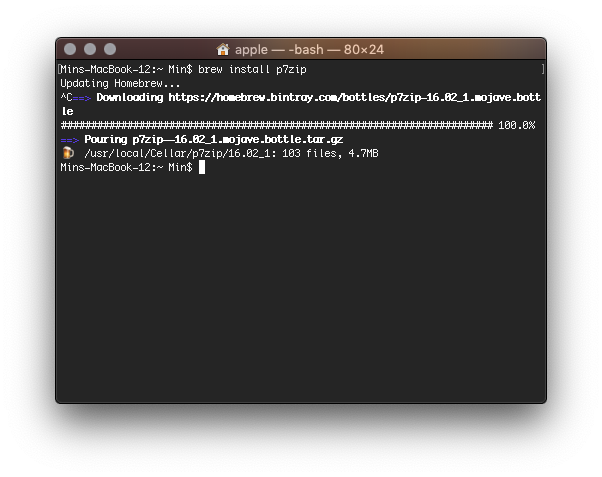 apple — -bash — 80×24
[Mins-MacBook-12:~ Min$ brew install p7zip ]
Updating Homebrew...
^C==> Downloading https://homebrew.bintray.com/bottles/p7zip-16.02_1.mojave.bott
le
######################################################################## 100.0%
==> Pouring p7zip--16.02_1.mojave.bottle.tar.gz
🍺  /usr/local/Cellar/p7zip/16.02_1: 103 files, 4.7MB
Mins-MacBook-12:~ Min$